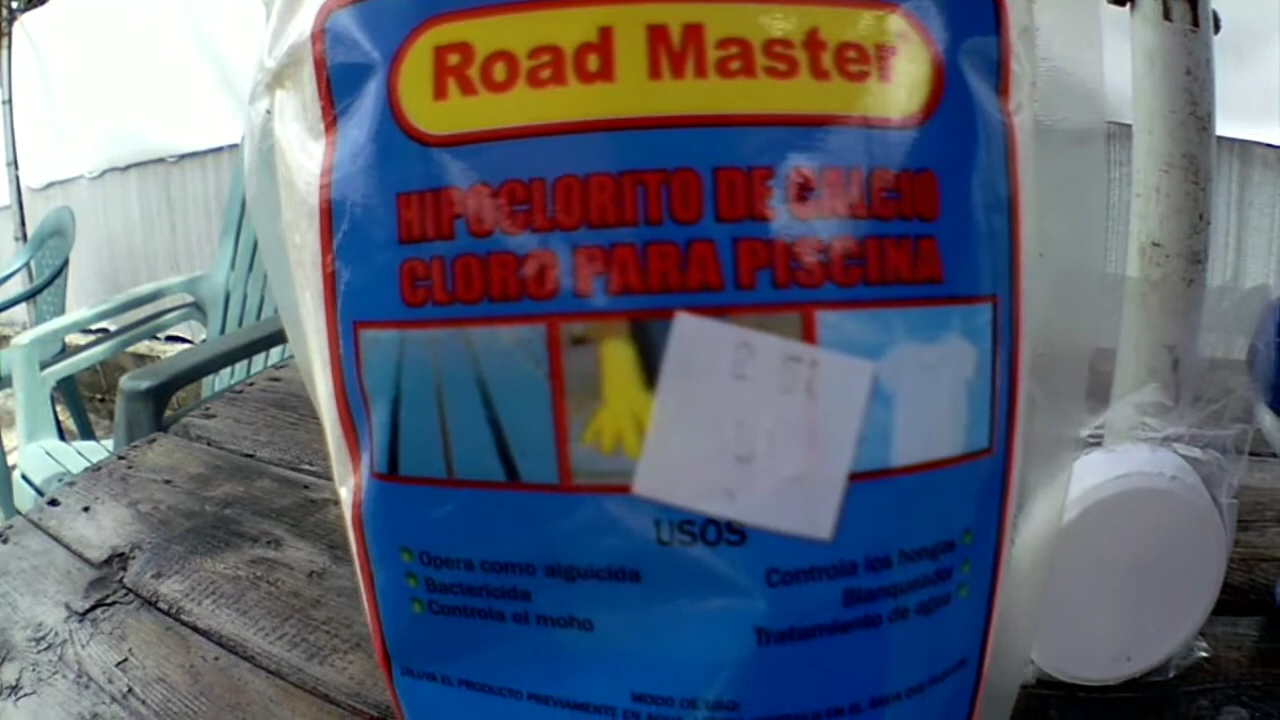 Road Master
HIPOCLORITO DE CALCIO
CLORO PARA PISCINA
USOS
Opera como alguicida
Bactericida
Controla el moho
Controla los hongos
Blanqueador
Tratamiento de agua
MODO DE USO:
DILUYA EL PRODUCTO PREVIAMENTE EN